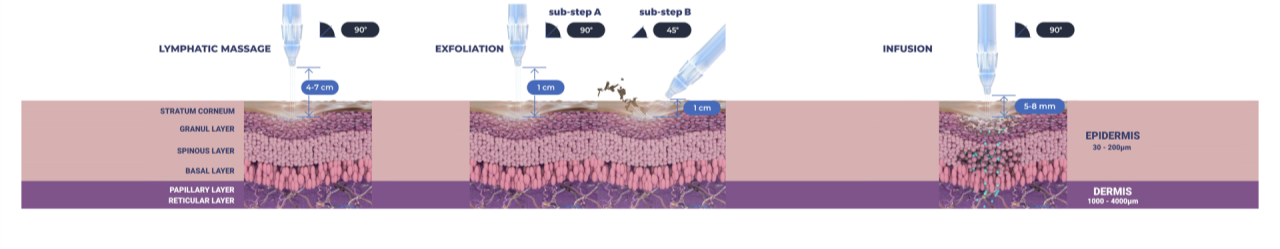 sub-step A
sub-step B
90°
90°
45°
90°
LYMPHATIC MASSAGE
EXFOLIATION
INFUSION
4-7 cm
1 cm
1 cm
5-8 mm
STRATUM CORNEUM
GRANUL LAYER
SPINOUS LAYER
BASAL LAYER
PAPILLARY LAYER
RETICULAR LAYER
EPIDERMIS
30 - 200µm
DERMIS
1000 - 4000µm